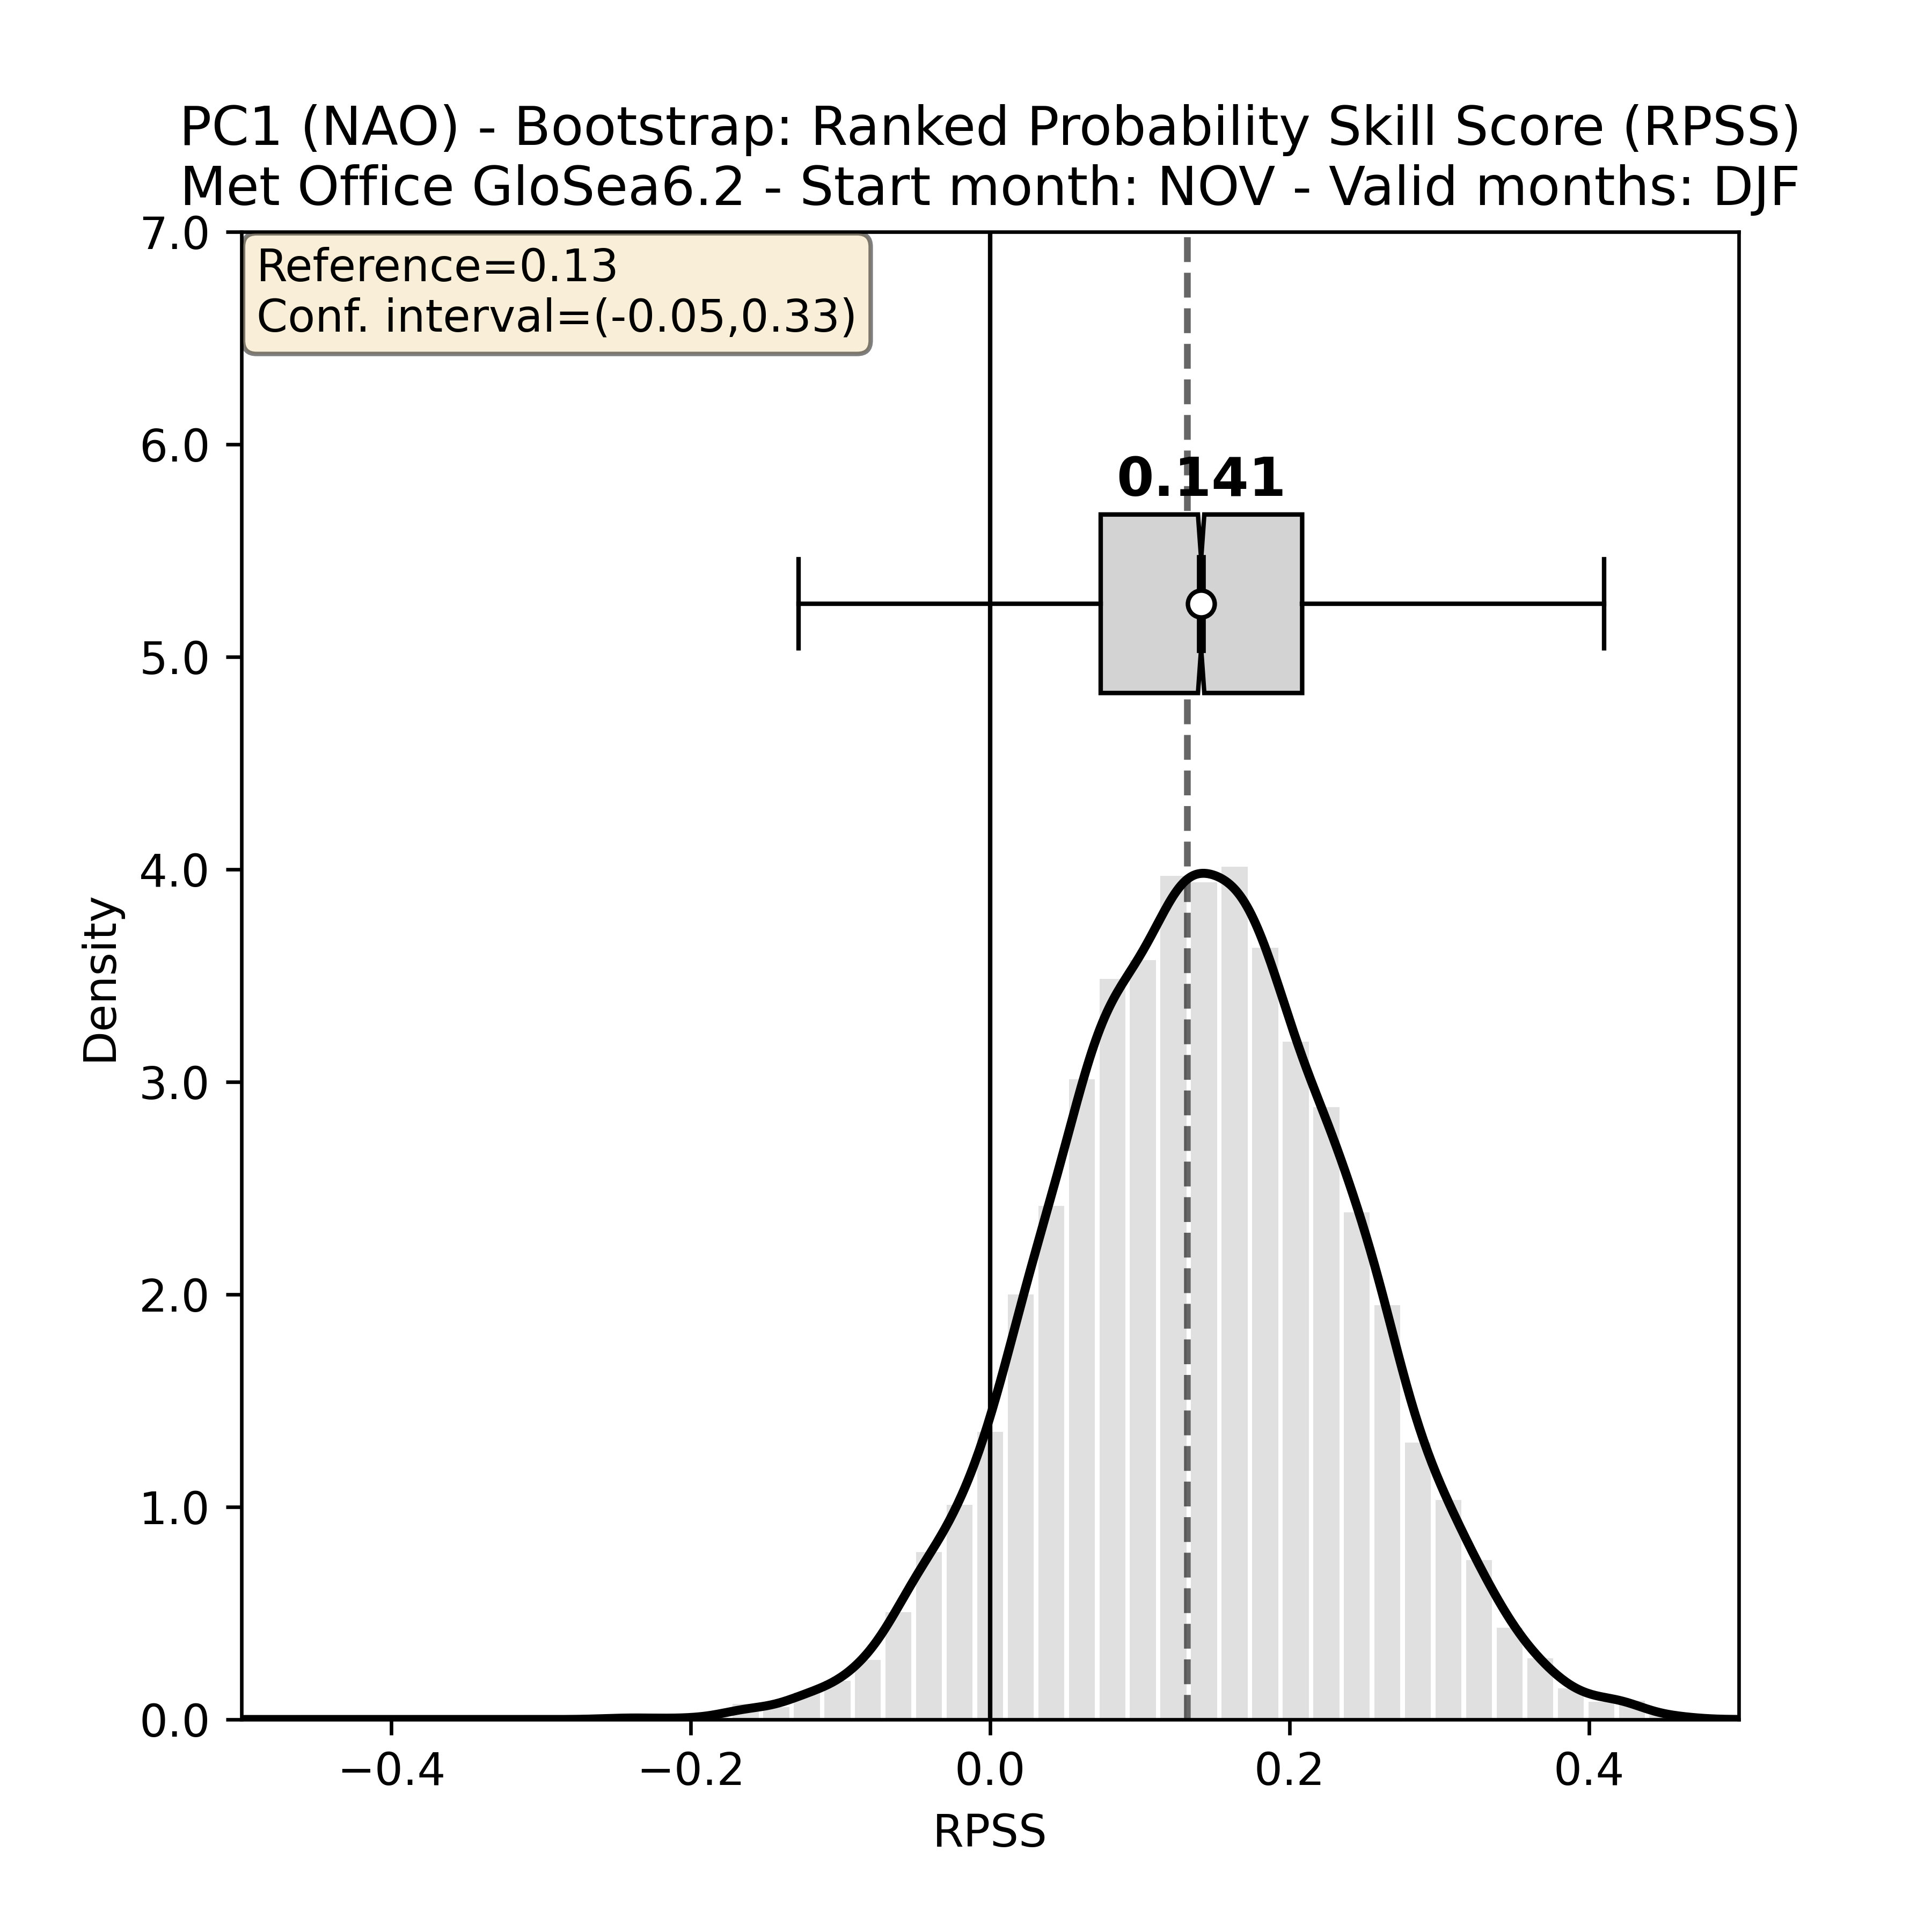 PC1 (NAO) - Bootstrap: Ranked Probability Skill Score (RPSS)
Met Office GloSea6.2 - Start month: NOV - Valid months: DJF
Reference=0.13
Conf. interval=(-0.05,0.33)
0.141
7.0
6.0
5.0
4.0
3.0
2.0
1.0
0.0
Density
−0.4
−0.2
0.0
0.2
0.4
RPSS